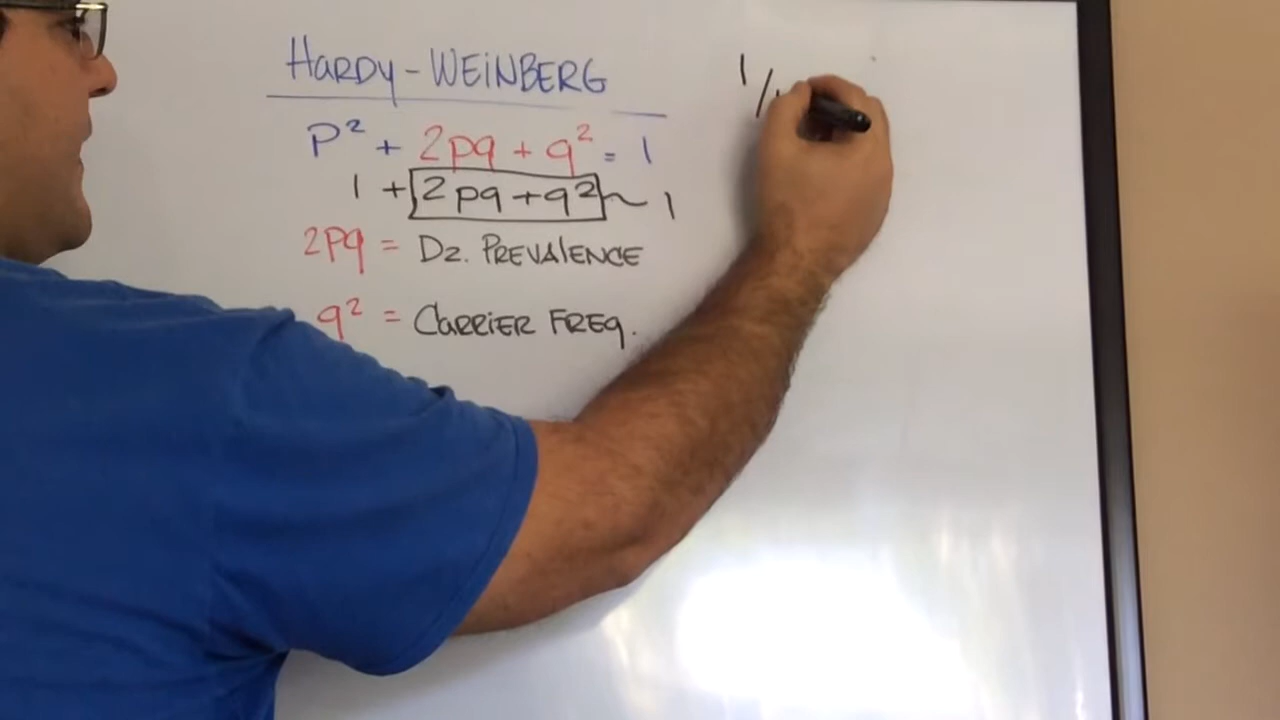 HARDY-WEINBERG
p² + 2pq + q² = 1
1 + 2pq + q² ~ 1
2pq = Dz. PREVALENCE
q² = CARRIER FREQ.
1/